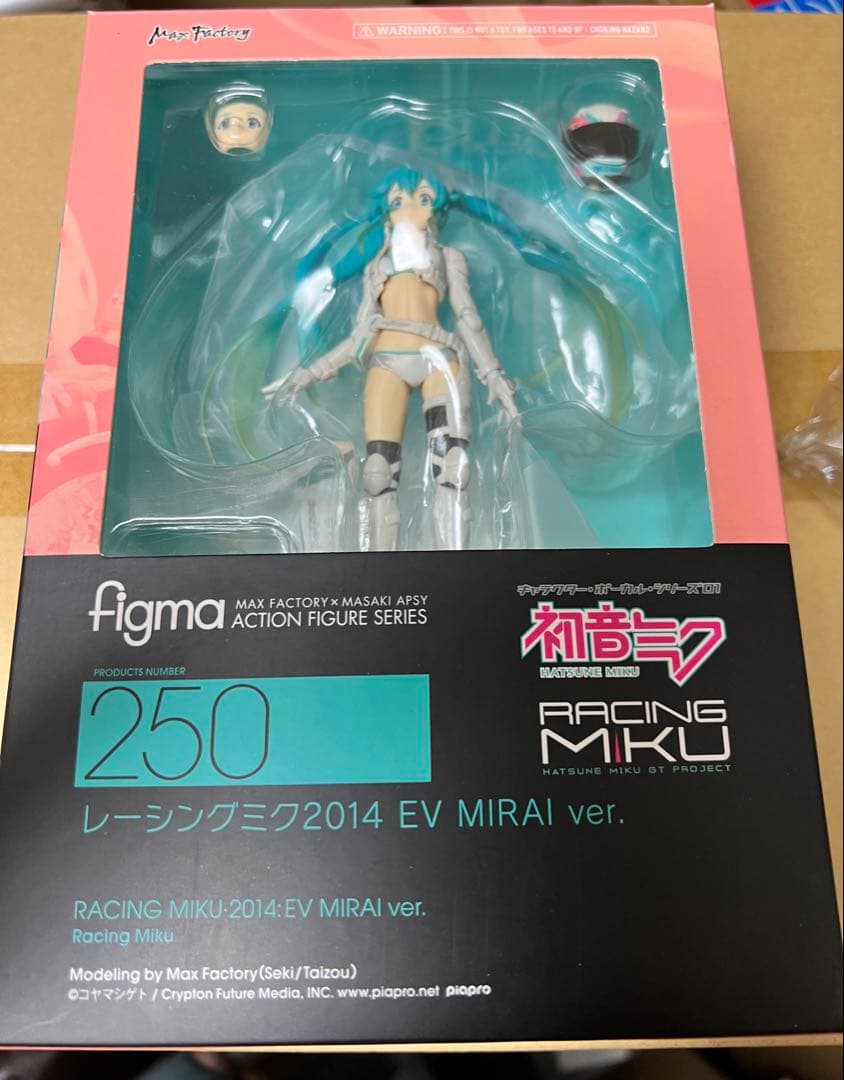 Max Factory
WARNING : THIS IS NOT A TOY. FOR AGES 15 AND UP : CHOKING HAZARD
figma MAX FACTORY × MASAKI APSY
ACTION FIGURE SERIES
キャラクター・ボーカル・シリーズ01
初音ミク
HATSUNE MIKU
PRODUCTS NUMBER
250
RACING
MIKU
HATSUNE MIKU GT PROJECT
レーシングミク2014 EV MIRAI ver.
RACING MIKU·2014:EV MIRAI ver.
Racing Miku
Modeling by Max Factory(Seki/Taizou)
©コヤマシゲト / Crypton Future Media, INC. www.piapro.net piapro